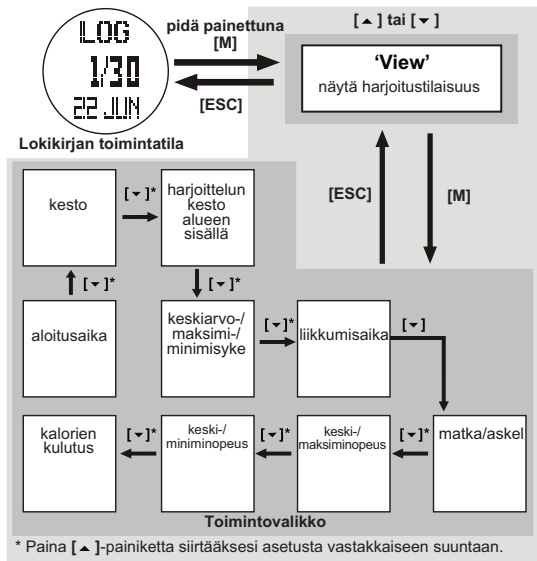 LOG
1/30
22 JUN
Lokikirjan toimintatila
pidä painettuna
[M]
[ESC]
[ ▲ ] tai [ ▼ ]
‘View’
näytä harjoitustilaisuus
[ESC]
[M]
kesto
[ ▼ ]*
harjoittelun
kesto
alueen
sisällä
[ ▼ ]*
[ ▼ ]*
aloitusaika
keskiarvo-/
maksimi-/
minimisyke
[ ▼ ]*
liikkumisaika
[ ▼ ]
kalorien
kulutus
[ ▼ ]*
keski-/
miniminopeus
[ ▼ ]*
keski-/
maksiminopeus
[ ▼ ]*
matka/askel
Toimintovalikko
* Paina [ ▲ ]-painiketta siirtääksesi asetusta vastakkaiseen suuntaan.